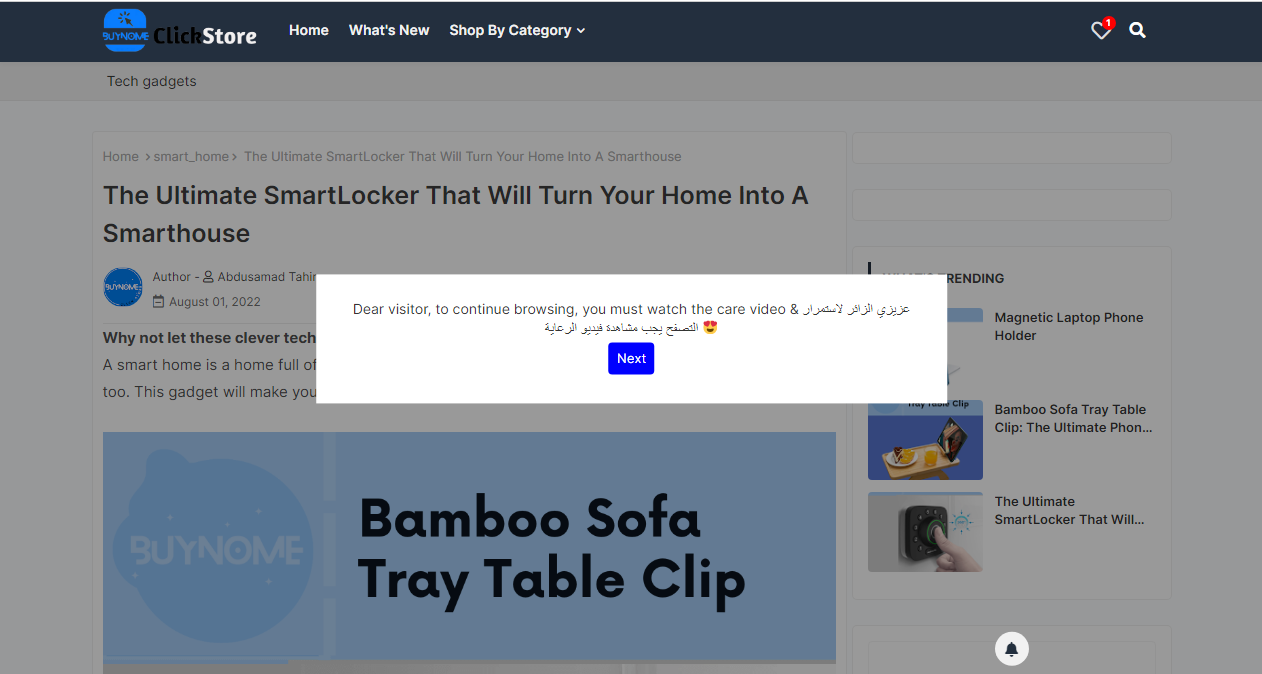 BUYNOME ClickStore
Home What's New Shop By Category
1
Tech gadgets
Home > smart_home > The Ultimate SmartLocker That Will Turn Your Home Into A Smarthouse
The Ultimate SmartLocker That Will Turn Your Home Into A
Smarthouse
BUYNOME
Author - Abdusamad Tahir
August 01, 2022
Why not let these clever tech
A smart home is a home full of
too. This gadget will make you
Dear visitor, to continue browsing, you must watch the care video & عزيزي الزائر لاستمرار
التصفح يجب مشاهدة فيديو الرعاية 😍
Next
BUYNOME
Bamboo Sofa
Tray Table Clip
TRENDING
Magnetic Laptop Phone
Holder
Tray Table Clip
Bamboo Sofa Tray Table
Clip: The Ultimate Phon...
The Ultimate
SmartLocker That Will...